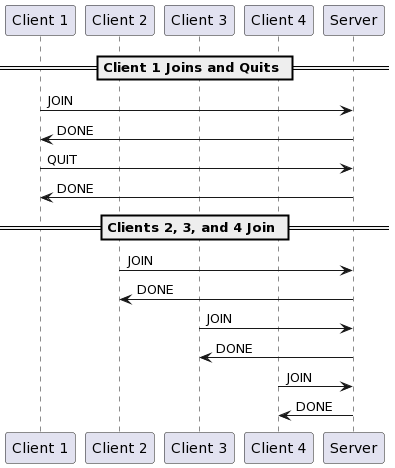 Client 1 Client 2 Client 3 Client 4 Server
Client 1 Joins and Quits
JOIN
DONE
QUIT
DONE
Clients 2, 3, and 4 Join
JOIN
DONE
JOIN
DONE
JOIN
DONE
Client 1 Client 2 Client 3 Client 4 Server